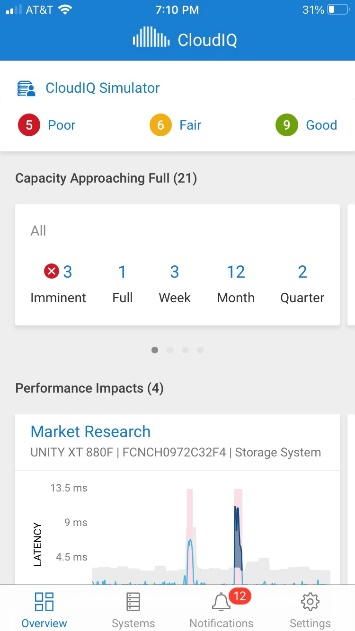 AT&T 7:10 PM 31%
CloudIQ
CloudIQ Simulator
5 Poor 6 Fair 9 Good
Capacity Approaching Full (21)
All
3 1 3 12 2
Imminent Full Week Month Quarter
Performance Impacts (4)
Market Research
UNITY XT 880F | FCNCH0972C32F4 | Storage System
13.5 ms
9 ms
4.5 ms
LATENCY
12
Overview Systems Notifications Settings